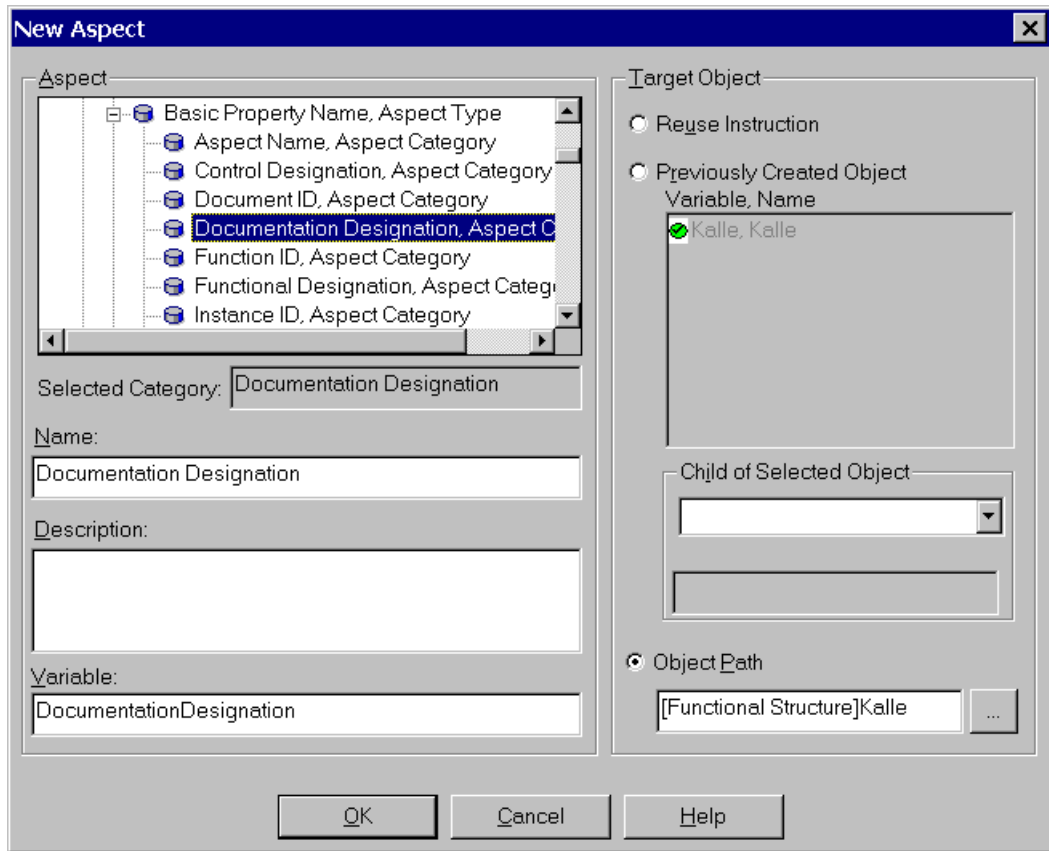 New Aspect
Aspect
Basic Property Name, Aspect Type
Aspect Name, Aspect Category
Control Designation, Aspect Category
Document ID, Aspect Category
Documentation Designation, Aspect C
Function ID, Aspect Category
Functional Designation, Aspect Categ
Instance ID, Aspect Category
Selected Category: Documentation Designation
Name:
Documentation Designation
Description:
Variable:
DocumentationDesignation
Target Object
Reuse Instruction
Previously Created Object
Variable, Name
Kalle, Kalle
Child of Selected Object
Object Path
[Functional Structure]Kalle
...
OK Cancel Help